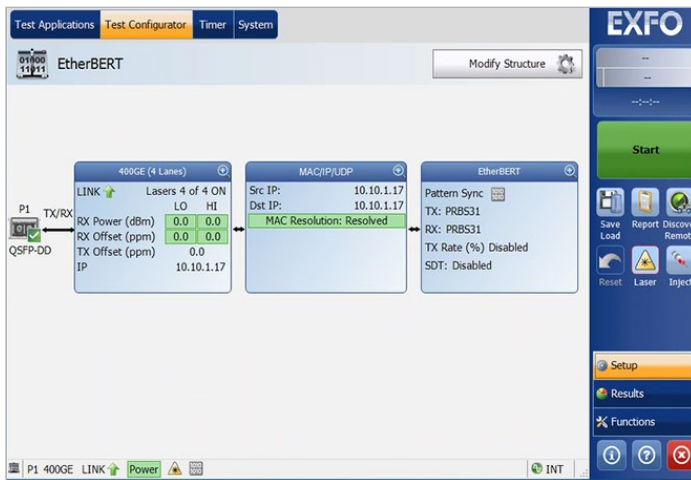 Test Applications Test Configurator Timer System
EXFO
01000
11011
EtherBERT
Modify Structure
--
--
--:--:--
Start
400GE (4 Lanes)
LINK Lasers 4 of 4 ON
LO HI
RX Power (dBm) 0.0 0.0
RX Offset (ppm) 0.0 0.0
TX Offset (ppm) 0.0
IP 10.10.1.17
MAC/IP/UDP
Src IP: 10.10.1.17
Dst IP: 10.10.1.17
MAC Resolution: Resolved
EtherBERT
Pattern Sync
TX: PRBS31
RX: PRBS31
TX Rate (%) Disabled
SDT: Disabled
P1 TX/RX
QSFP-DD
Save Load
Report
Discover Remot
Reset Laser Inject
Setup
Results
Functions
P1 400GE LINK Power
INT